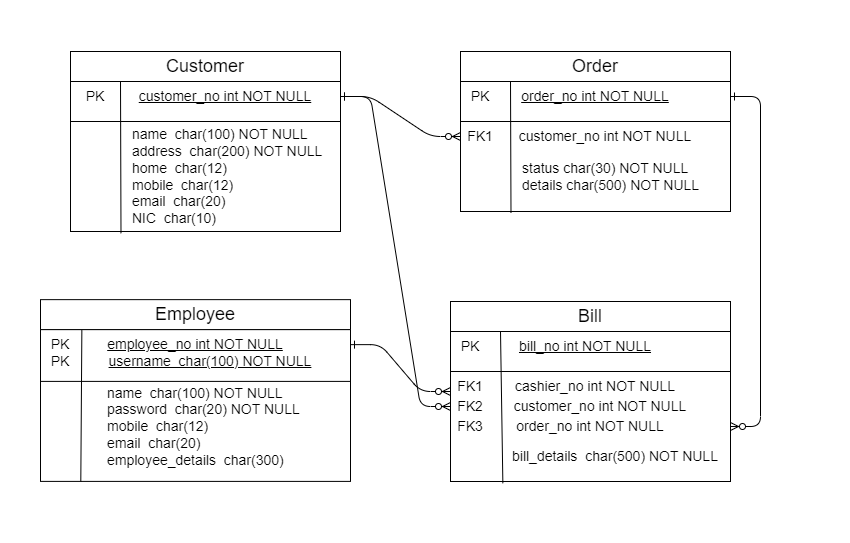 Customer
PK customer_no int NOT NULL
name char(100) NOT NULL
address char(200) NOT NULL
home char(12)
mobile char(12)
email char(20)
NIC char(10)
Order
PK order_no int NOT NULL
FK1 customer_no int NOT NULL
status char(30) NOT NULL
details char(500) NOT NULL
Employee
PK employee_no int NOT NULL
PK username char(100) NOT NULL
name char(100) NOT NULL
password char(20) NOT NULL
mobile char(12)
email char(20)
employee_details char(300)
Bill
PK bill_no int NOT NULL
FK1 cashier_no int NOT NULL
FK2 customer_no int NOT NULL
FK3 order_no int NOT NULL
bill_details char(500) NOT NULL